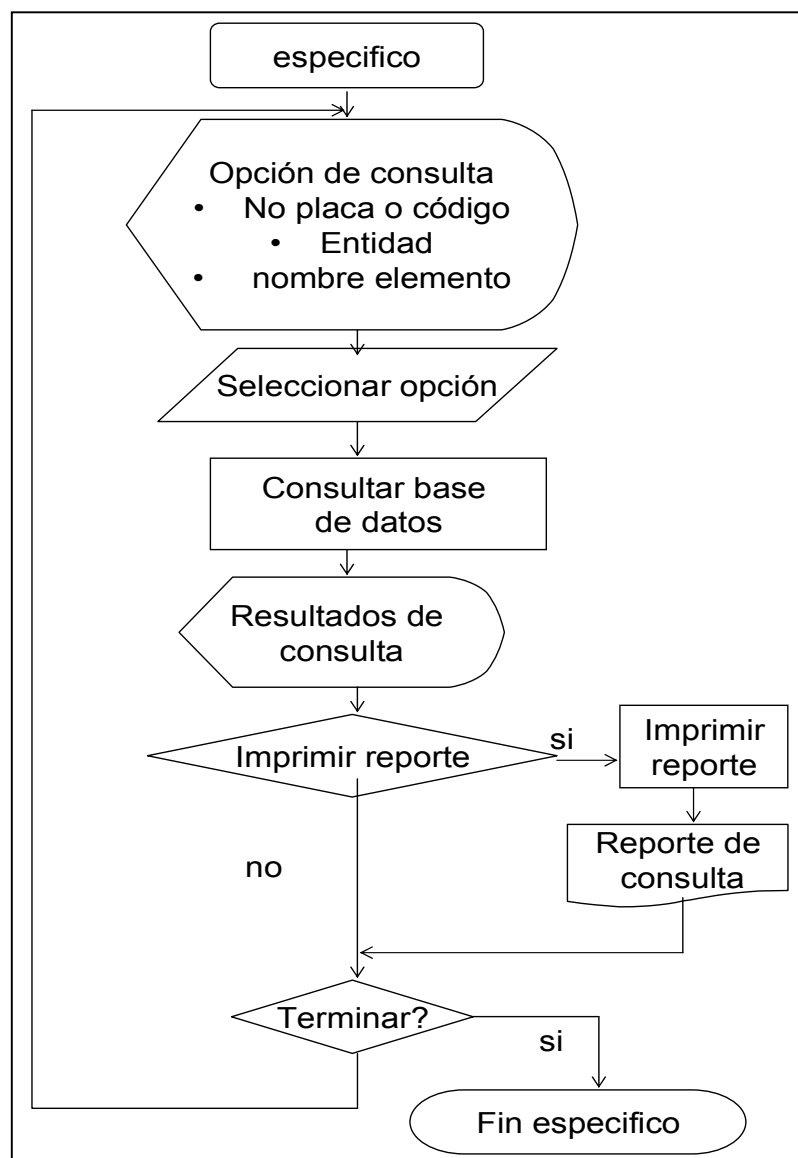 especifico
Opción de consulta
• No placa o código
• Entidad
• nombre elemento
Seleccionar opción
Consultar base
de datos
Resultados de
consulta
Imprimir reporte
si
Imprimir
reporte
Reporte de
consulta
no
Terminar?
si
Fin especifico